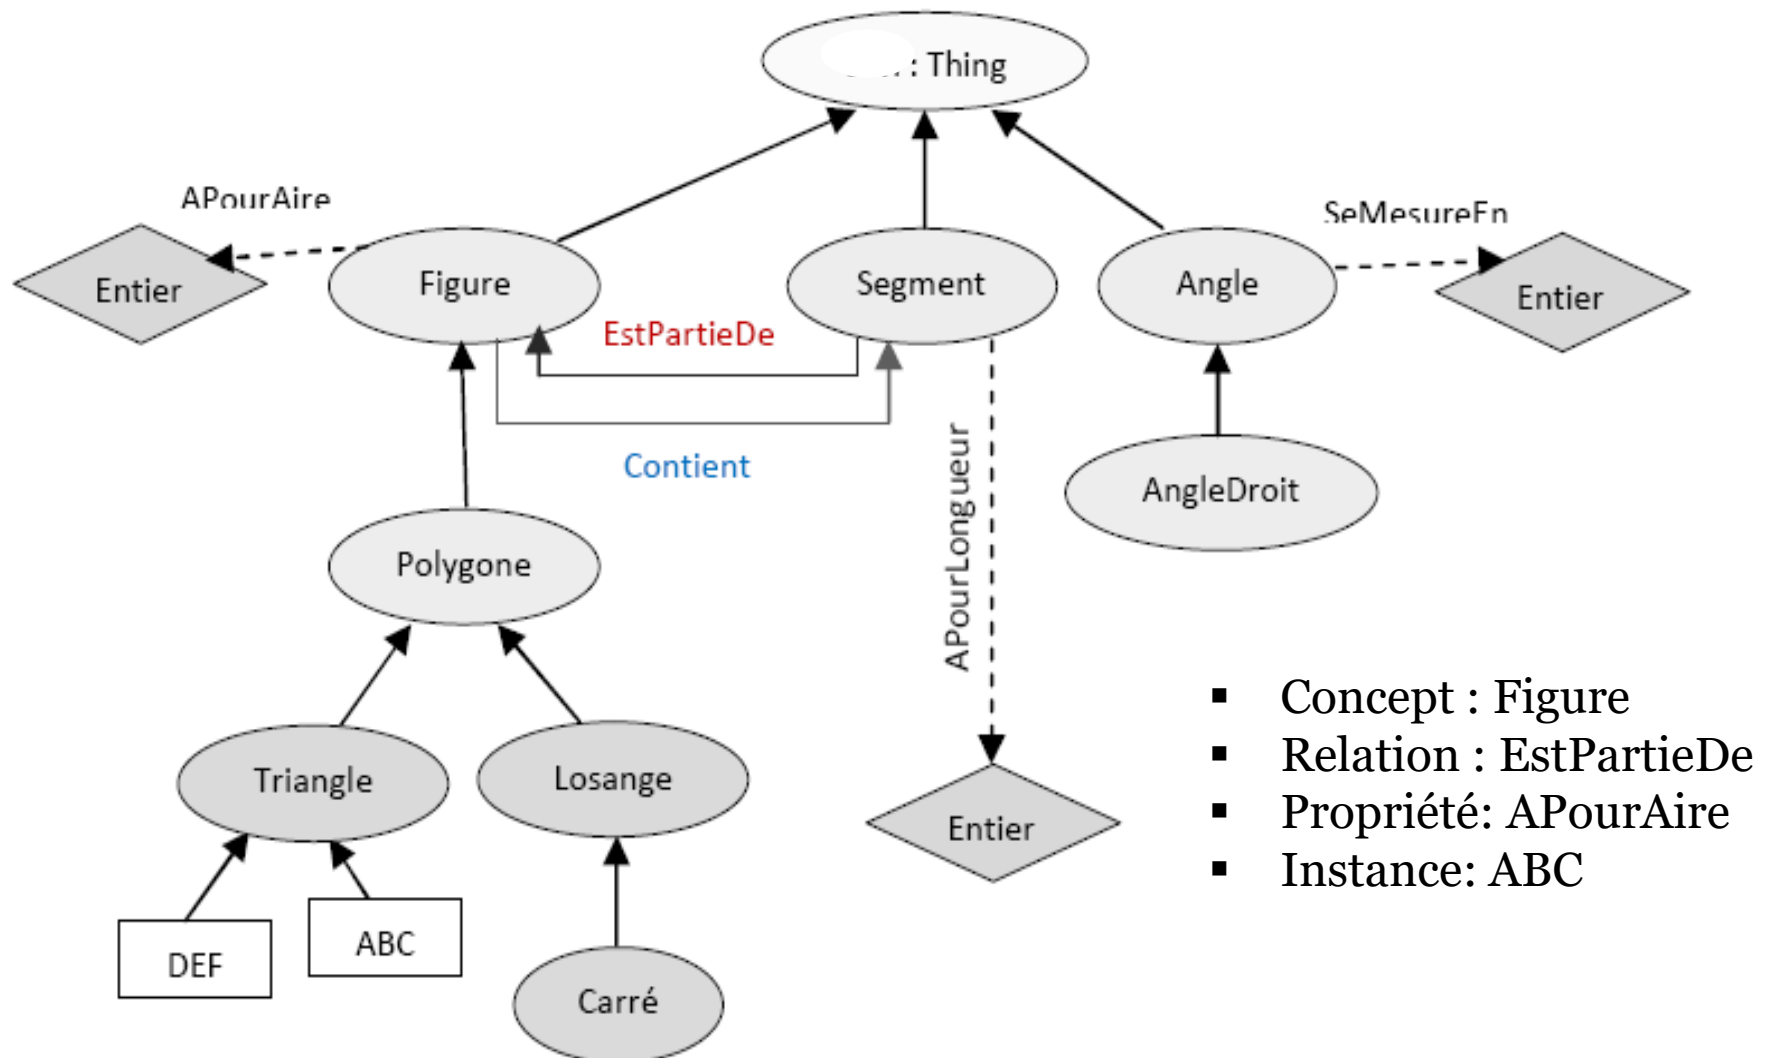 : Thing
APourAire
SeMesureEn
Entier
Figure
Segment
Angle
Entier
EstPartieDe
Contient
APourLongueur
AngleDroit
Polygone
Triangle
Losange
Entier
DEF
ABC
Carré
▪ Concept : Figure
▪ Relation : EstPartieDe
▪ Propriété: APourAire
▪ Instance: ABC